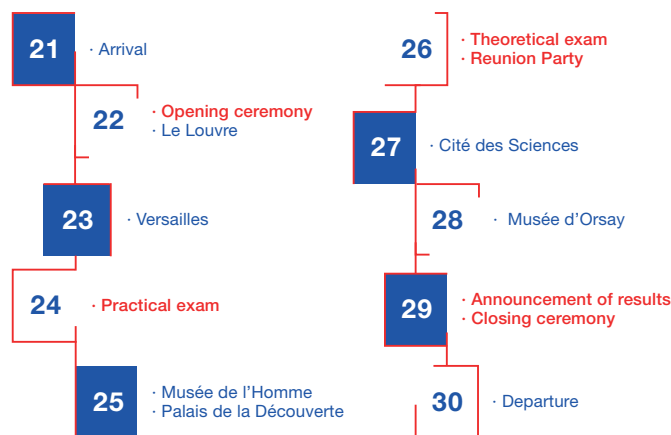 21
· Arrival
22
· Opening ceremony
· Le Louvre
23
· Versailles
24
· Practical exam
25
· Musée de l’Homme
· Palais de la Découverte
26
· Theoretical exam
· Reunion Party
27
· Cité des Sciences
28
· Musée d’Orsay
29
· Announcement of results
· Closing ceremony
30
· Departure